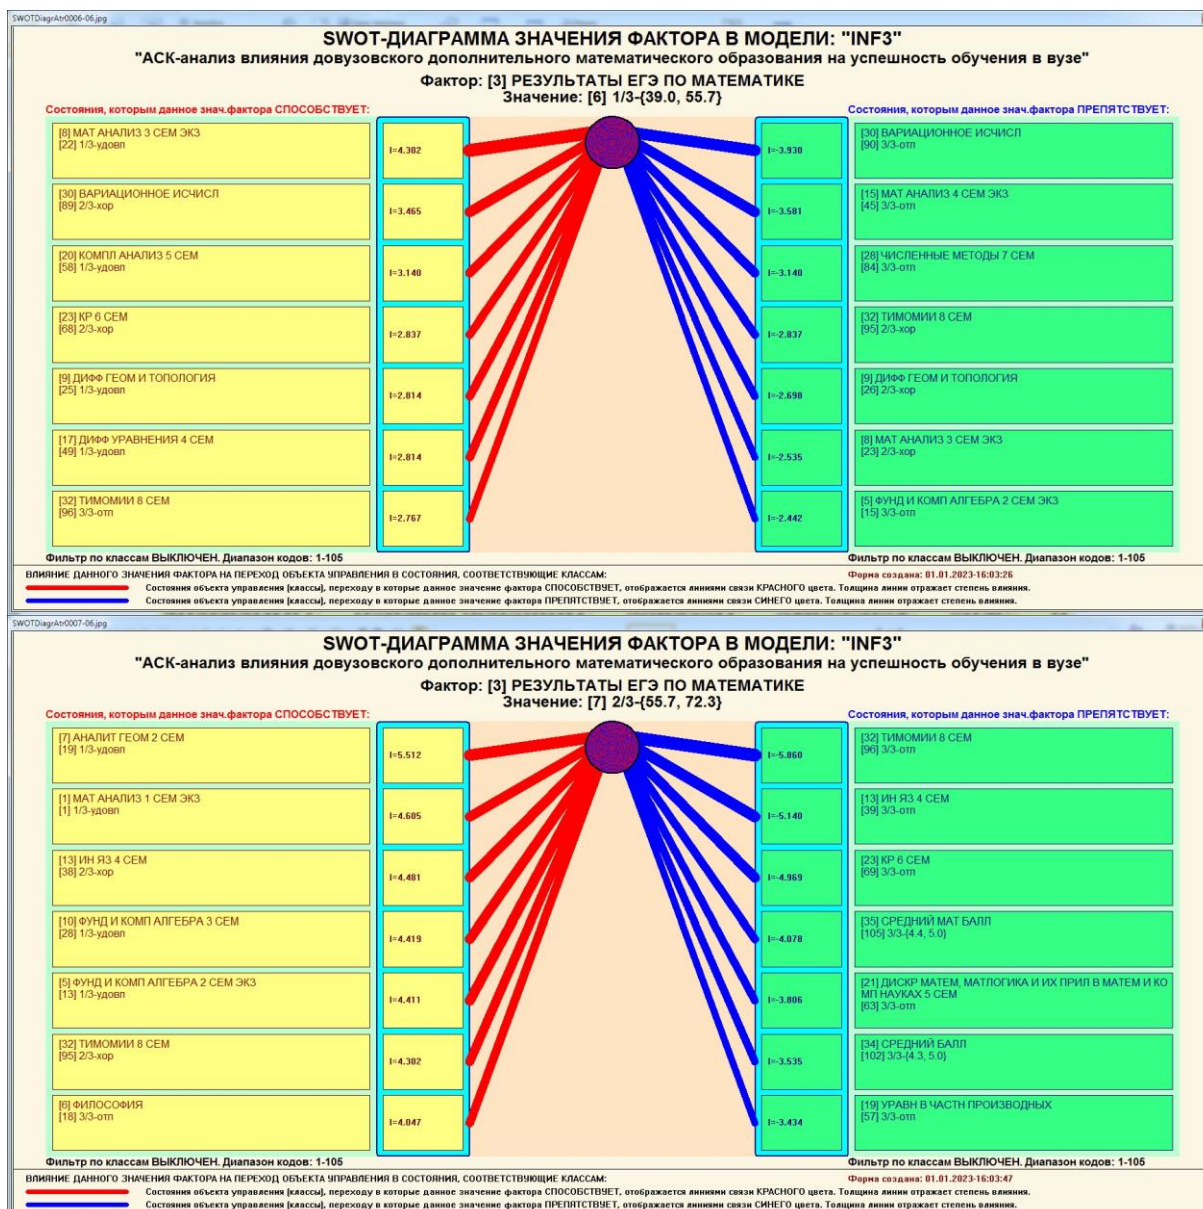 SWOTDiagrAtr0006-06.jpg
SWOT-ДИАГРАММА ЗНАЧЕНИЯ ФАКТОРА В МОДЕЛИ: "INF3"
"АСК-анализ влияния довузовского дополнительного математического образования на успешность обучения в вузе"
Фактор: [3] РЕЗУЛЬТАТЫ ЕГЭ ПО МАТЕМАТИКЕ
Значение: [6] 1/3-{39.0, 55.7}
Состояния, которым данное знач.фактора СПОСОБСТВУЕТ:
Состояния, которым данное знач.фактора ПРЕПЯТСТВУЕТ:
[8] МАТ АНАЛИЗ 3 СЕМ ЭКЗ
[22] 1/3-удовл
I=4.302
I=-3.930
[30] ВАРИАЦИОННОЕ ИСЧИСЛ
[90] 3/3-отл
[30] ВАРИАЦИОННОЕ ИСЧИСЛ
[89] 2/3-хор
I=3.465
I=-3.581
[15] МАТ АНАЛИЗ 4 СЕМ ЭКЗ
[45] 3/3-отл
[20] КОМПЛ АНАЛИЗ 5 СЕМ
[58] 1/3-удовл
I=3.140
I=-3.140
[28] ЧИСЛЕННЫЕ МЕТОДЫ 7 СЕМ
[84] 3/3-отл
[23] КР 6 СЕМ
[68] 2/3-хор
I=2.837
I=-2.837
[32] ТИМОМИИ 8 СЕМ
[95] 2/3-хор
[9] ДИФФ ГЕОМ И ТОПОЛОГИЯ
[25] 1/3-удовл
I=2.814
I=-2.698
[9] ДИФФ ГЕОМ И ТОПОЛОГИЯ
[26] 2/3-хор
[17] ДИФФ УРАВНЕНИЯ 4 СЕМ
[49] 1/3-удовл
I=2.814
I=-2.535
[8] МАТ АНАЛИЗ 3 СЕМ ЭКЗ
[23] 2/3-хор
[32] ТИМОМИИ 8 СЕМ
[96] 3/3-отл
I=2.767
I=-2.442
[5] ФУНД И КОМП АЛГЕБРА 2 СЕМ ЭКЗ
[15] 3/3-отл
Фильтр по классам ВЫКЛЮЧЕН. Диапазон кодов: 1-105
Фильтр по классам ВЫКЛЮЧЕН. Диапазон кодов: 1-105
ВЛИЯНИЕ ДАННОГО ЗНАЧЕНИЯ ФАКТОРА НА ПЕРЕХОД ОБЪЕКТА УПРАВЛЕНИЯ В СОСТОЯНИЯ, СООТВЕТСТВУЮЩИЕ КЛАССАМ:
Форма создана: 01.01.2023-16:03:26
Состояния объекта управления [классы], переходу в которые данное значение фактора СПОСОБСТВУЕТ, отображается линиями связи КРАСНОГО цвета. Толщина линии отражает степень влияния.
Состояния объекта управления [классы], переходу в которые данное значение фактора ПРЕПЯТСТВУЕТ, отображается линиями связи СИНЕГО цвета. Толщина линии отражает степень влияния.
SWOTDiagrAtr0007-06.jpg
SWOT-ДИАГРАММА ЗНАЧЕНИЯ ФАКТОРА В МОДЕЛИ: "INF3"
"АСК-анализ влияния довузовского дополнительного математического образования на успешность обучения в вузе"
Фактор: [3] РЕЗУЛЬТАТЫ ЕГЭ ПО МАТЕМАТИКЕ
Значение: [7] 2/3-{55.7, 72.3}
Состояния, которым данное знач.фактора СПОСОБСТВУЕТ:
Состояния, которым данное знач.фактора ПРЕПЯТСТВУЕТ:
[7] АНАЛИТ ГЕОМ 2 СЕМ
[19] 1/3-удовл
I=5.512
I=-5.860
[32] ТИМОМИИ 8 СЕМ
[96] 3/3-отл
[1] МАТ АНАЛИЗ 1 СЕМ ЭКЗ
[1] 1/3-удовл
I=4.605
I=-5.140
[13] ИН ЯЗ 4 СЕМ
[39] 3/3-отл
[13] ИН ЯЗ 4 СЕМ
[38] 2/3-хор
I=4.481
I=-4.969
[23] КР 6 СЕМ
[69] 3/3-отл
[10] ФУНД И КОМП АЛГЕБРА 3 СЕМ
[28] 1/3-удовл
I=4.419
I=-4.078
[35] СРЕДНИЙ МАТ БАЛЛ
[105] 3/3-{4.4, 5.0}
[5] ФУНД И КОМП АЛГЕБРА 2 СЕМ ЭКЗ
[13] 1/3-удовл
I=4.411
I=-3.806
[21] ДИСКР МАТЕМ, МАТЛОГИКА И ИХ ПРИЛ В МАТЕМ И КО
МП НАУКАХ 5 СЕМ
[63] 3/3-отл
[32] ТИМОМИИ 8 СЕМ
[95] 2/3-хор
I=4.302
I=-3.535
[34] СРЕДНИЙ БАЛЛ
[102] 3/3-{4.3, 5.0}
[6] ФИЛОСОФИЯ
[18] 3/3-отл
I=4.047
I=-3.434
[19] УРАВН В ЧАСТН ПРОИЗВОДНЫХ
[57] 3/3-отл
Фильтр по классам ВЫКЛЮЧЕН. Диапазон кодов: 1-105
Фильтр по классам ВЫКЛЮЧЕН. Диапазон кодов: 1-105
ВЛИЯНИЕ ДАННОГО ЗНАЧЕНИЯ ФАКТОРА НА ПЕРЕХОД ОБЪЕКТА УПРАВЛЕНИЯ В СОСТОЯНИЯ, СООТВЕТСТВУЮЩИЕ КЛАССАМ:
Форма создана: 01.01.2023-16:03:47
Состояния объекта управления [классы], переходу в которые данное значение фактора СПОСОБСТВУЕТ, отображается линиями связи КРАСНОГО цвета. Толщина линии отражает степень влияния.
Состояния объекта управления [классы], переходу в которые данное значение фактора ПРЕПЯТСТВУЕТ, отображается линиями связи СИНЕГО цвета. Толщина линии отражает степень влияния.